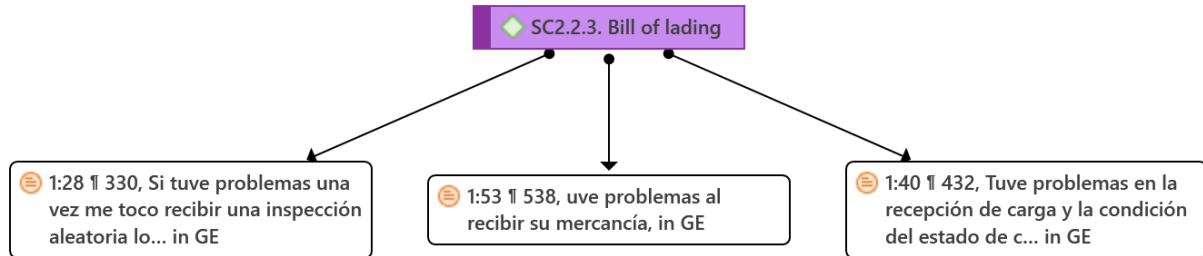 SC2.2.3. Bill of lading
1:28 ¶ 330, Si tuve problemas una
vez me toco recibir una inspección
aleatoria lo... in GE
1:53 ¶ 538, uve problemas al
recibir su mercancía, in GE
1:40 ¶ 432, Tuve problemas en la
recepción de carga y la condición
del estado de c... in GE